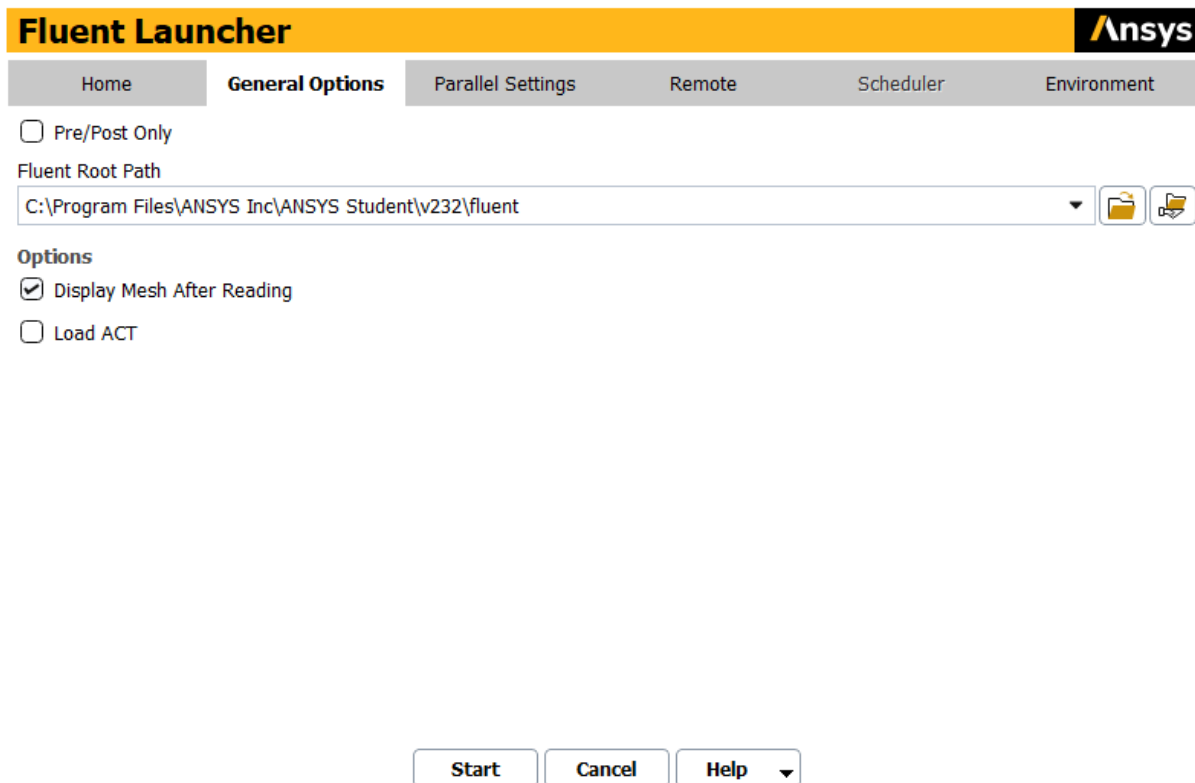 Fluent Launcher
Ansys
Home General Options Parallel Settings Remote Scheduler Environment
Pre/Post Only
Fluent Root Path
C:\Program Files\ANSYS Inc\ANSYS Student\v232\fluent
Options
Display Mesh After Reading
Load ACT
Start Cancel Help